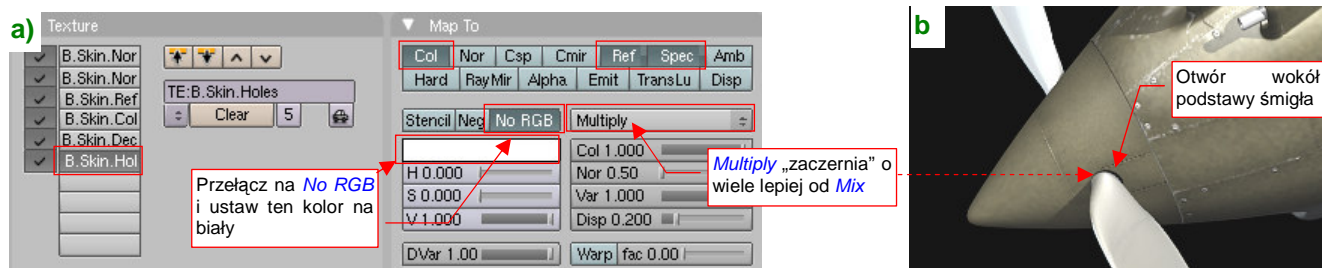 a)
Texture
B.Skin.Nor
B.Skin.Nor
B.Skin.Ref
B.Skin.Col
B.Skin.Dec
B.Skin.Hol
TE:B.Skin.Holes
Clear 5
Przełącz na No RGB
i ustaw ten kolor na
biały
Map To
Col Nor Csp Cmir Ref Spec Amb
Hard RayMir Alpha Emit TransLu Disp
Stencil Neg No RGB Multiply
Col 1.000
H 0.000 Nor 0.50
S 0.000 Var 1.000
V 1.000 Disp 0.200
DVar 1.00 Warp fac 0.00
Multiply „zaczernia” o
wiele lepiej od Mix
b
Otwór wokół
podstawy śmigła